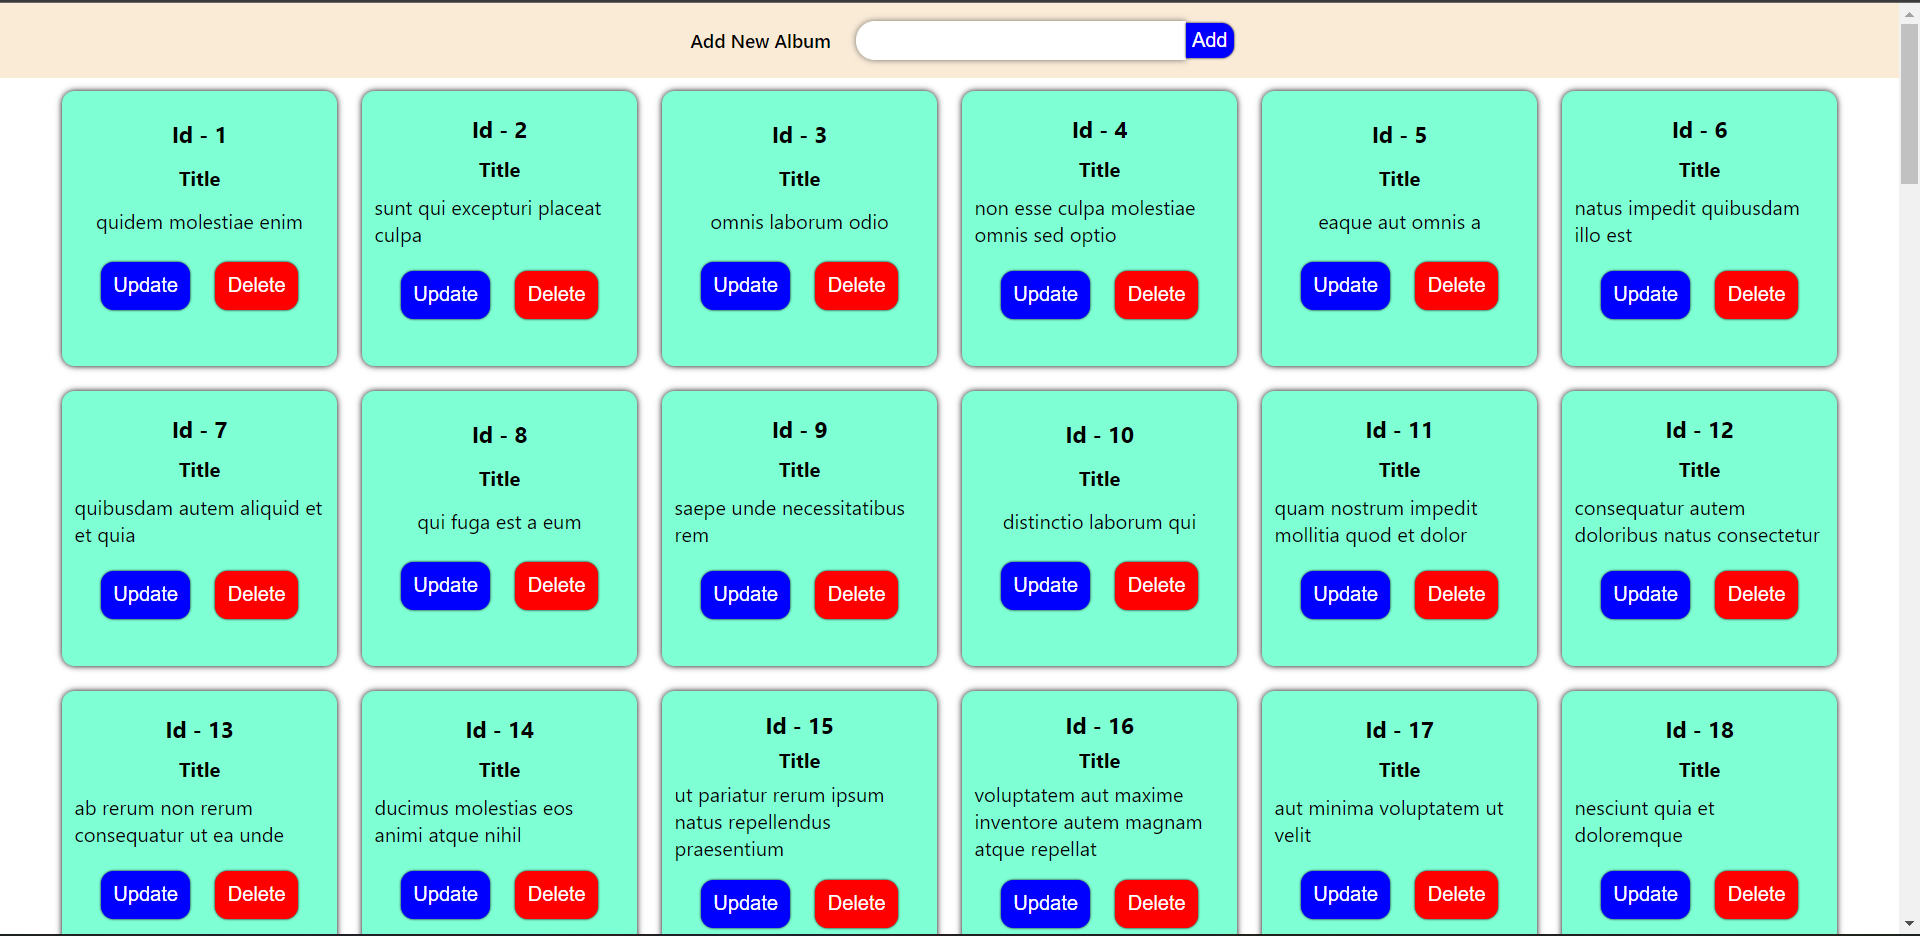 Add New Album
Add
Id - 1
Title
quidem molestiae enim
Update Delete
Id - 2
Title
sunt qui excepturi placeat
culpa
Update Delete
Id - 3
Title
omnis laborum odio
Update Delete
Id - 4
Title
non esse culpa molestiae
omnis sed optio
Update Delete
Id - 5
Title
eaque aut omnis a
Update Delete
Id - 6
Title
natus impedit quibusdam
illo est
Update Delete
Id - 7
Title
quibusdam autem aliquid et
et quia
Update Delete
Id - 8
Title
qui fuga est a eum
Update Delete
Id - 9
Title
saepe unde necessitatibus
rem
Update Delete
Id - 10
Title
distinctio laborum qui
Update Delete
Id - 11
Title
quam nostrum impedit
mollitia quod et dolor
Update Delete
Id - 12
Title
consequatur autem
doloribus natus consectetur
Update Delete
Id - 13
Title
ab rerum non rerum
consequatur ut ea unde
Update Delete
Id - 14
Title
ducimus molestias eos
animi atque nihil
Update Delete
Id - 15
Title
ut pariatur rerum ipsum
natus repellendus
praesentium
Update Delete
Id - 16
Title
voluptatem aut maxime
inventore autem magnam
atque repellat
Update Delete
Id - 17
Title
aut minima voluptatem ut
velit
Update Delete
Id - 18
Title
nesciunt quia et
doloremque
Update Delete